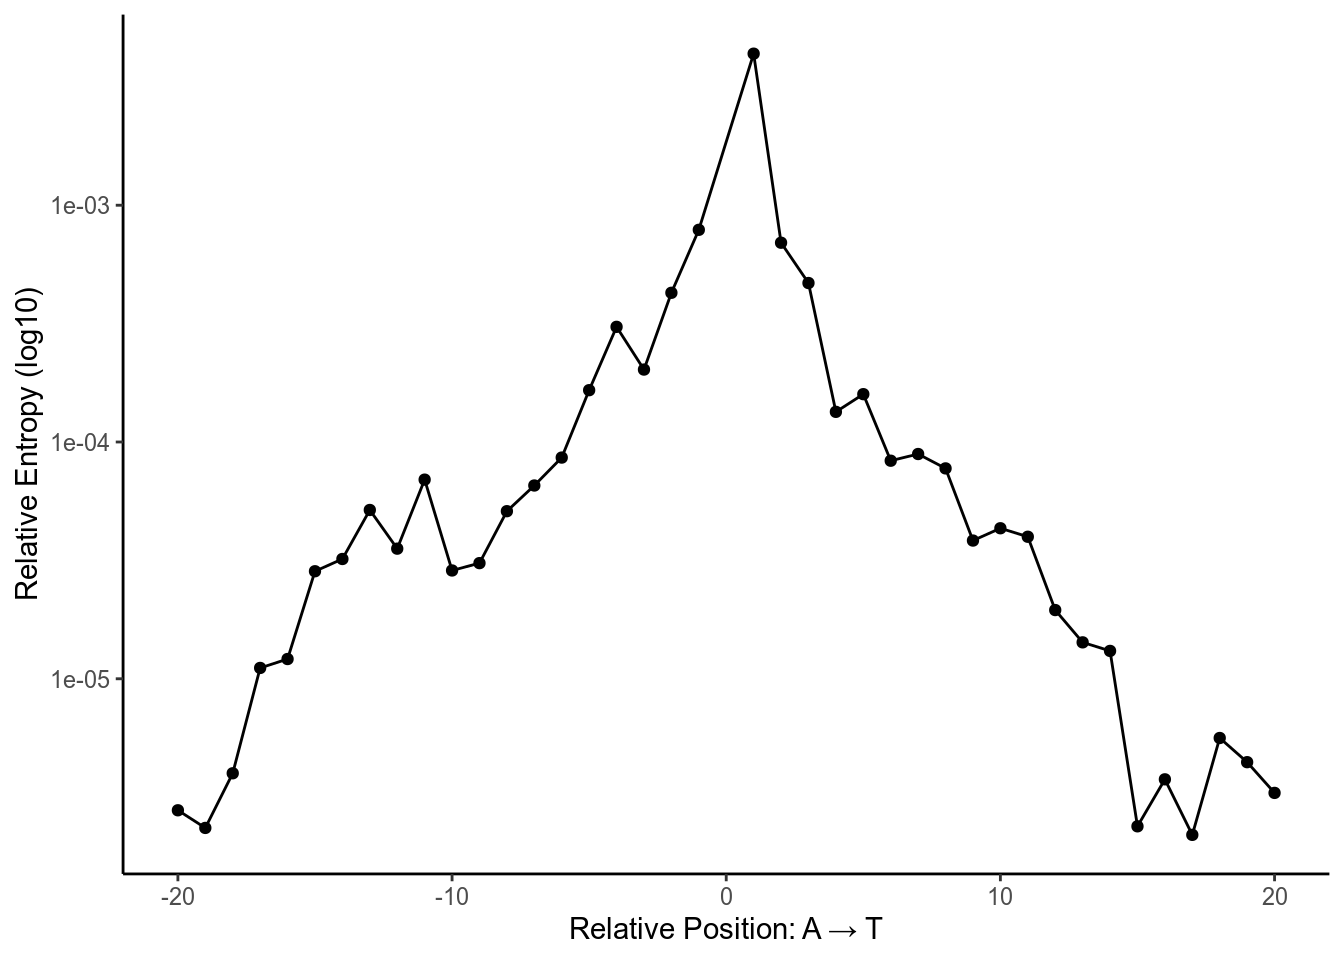 Relative Entropy (log10)
1e-03
1e-04
1e-05
-20 -10 0 10 20
Relative Position: A → T